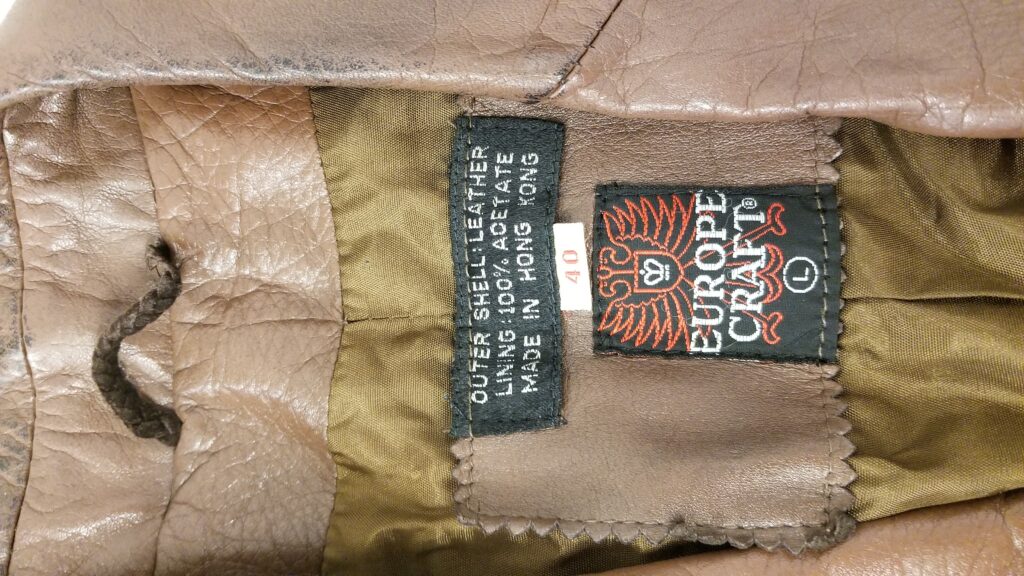 OUTER SHELL:LEATHER
LINING:100% ACETATE
MADE IN HONG KONG
40
EUROPE
CRAFT®
L